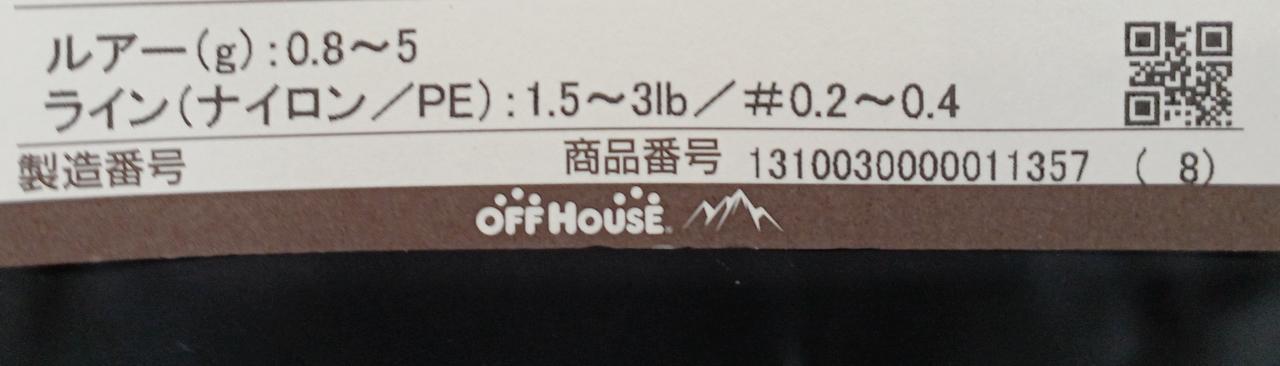 ルアー(g):0.8～5
ライン(ナイロン／PE):1.5～3lb／#0.2～0.4
製造番号 商品番号 1310030000011357 ( 8)
OFF HOUSE